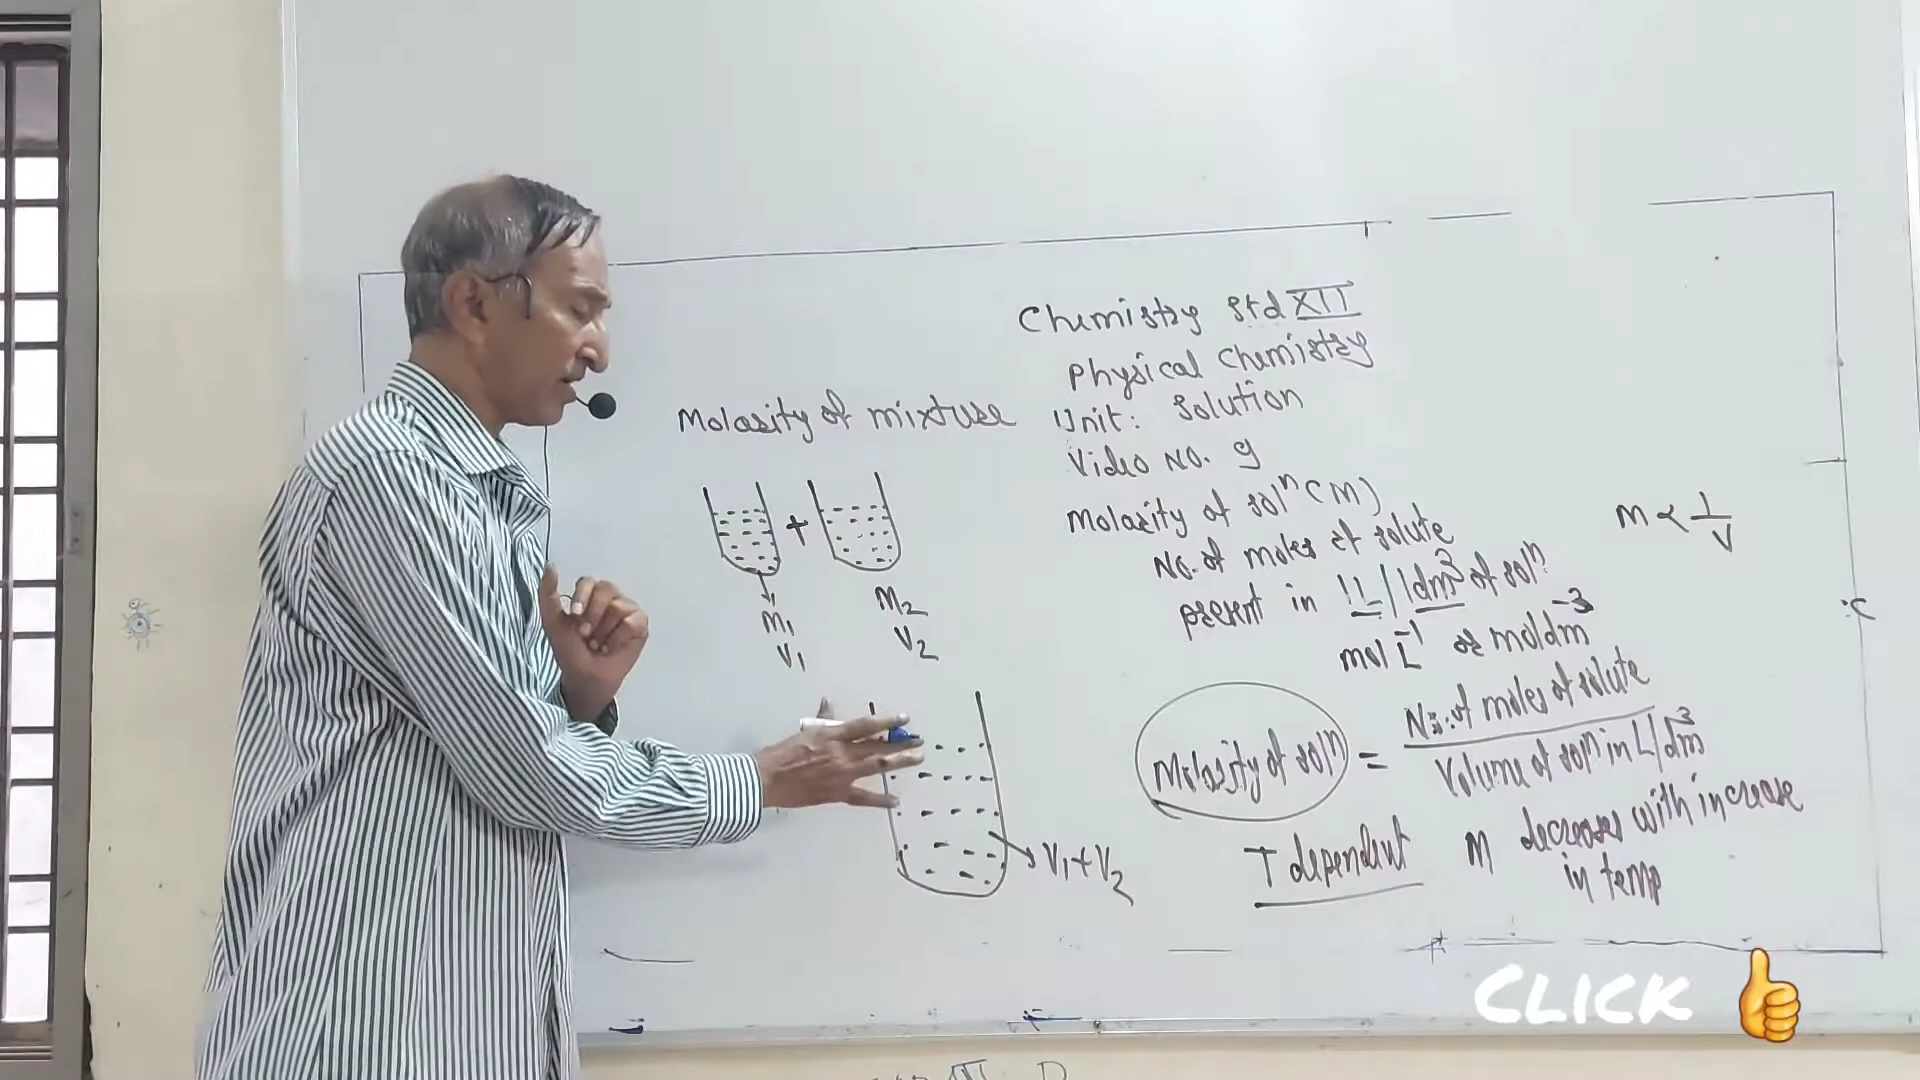 Chemistry Std XII
Physical Chemistry
Unit: Solution
Video No. 9
Molarity of solⁿ (M)
No. of moles of solute
present in 1L/1dm³ of solⁿ
mol L⁻¹ or moldm⁻³
Molarity of solⁿ = No. of moles of solute
Volume of solⁿ in L/dm³
T dependent M decreases with increase
in temp
M ∝ 1/V
°C
Molarity of mixture
+
M₁
V₁
M₂
V₂
V₁+V₂
CLICK